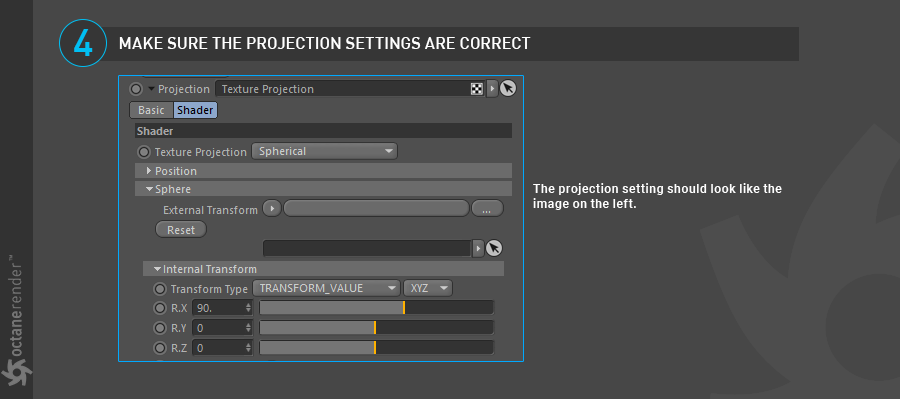 4
MAKE SURE THE PROJECTION SETTINGS ARE CORRECT
Projection Texture Projection
Basic Shader
Shader
Texture Projection Spherical
Position
Sphere
External Transform ...
Reset
Internal Transform
Transform Type TRANSFORM_VALUE XYZ
R.X 90.
R.Y 0
R.Z 0
The projection setting should look like the
image on the left.
octanerender™